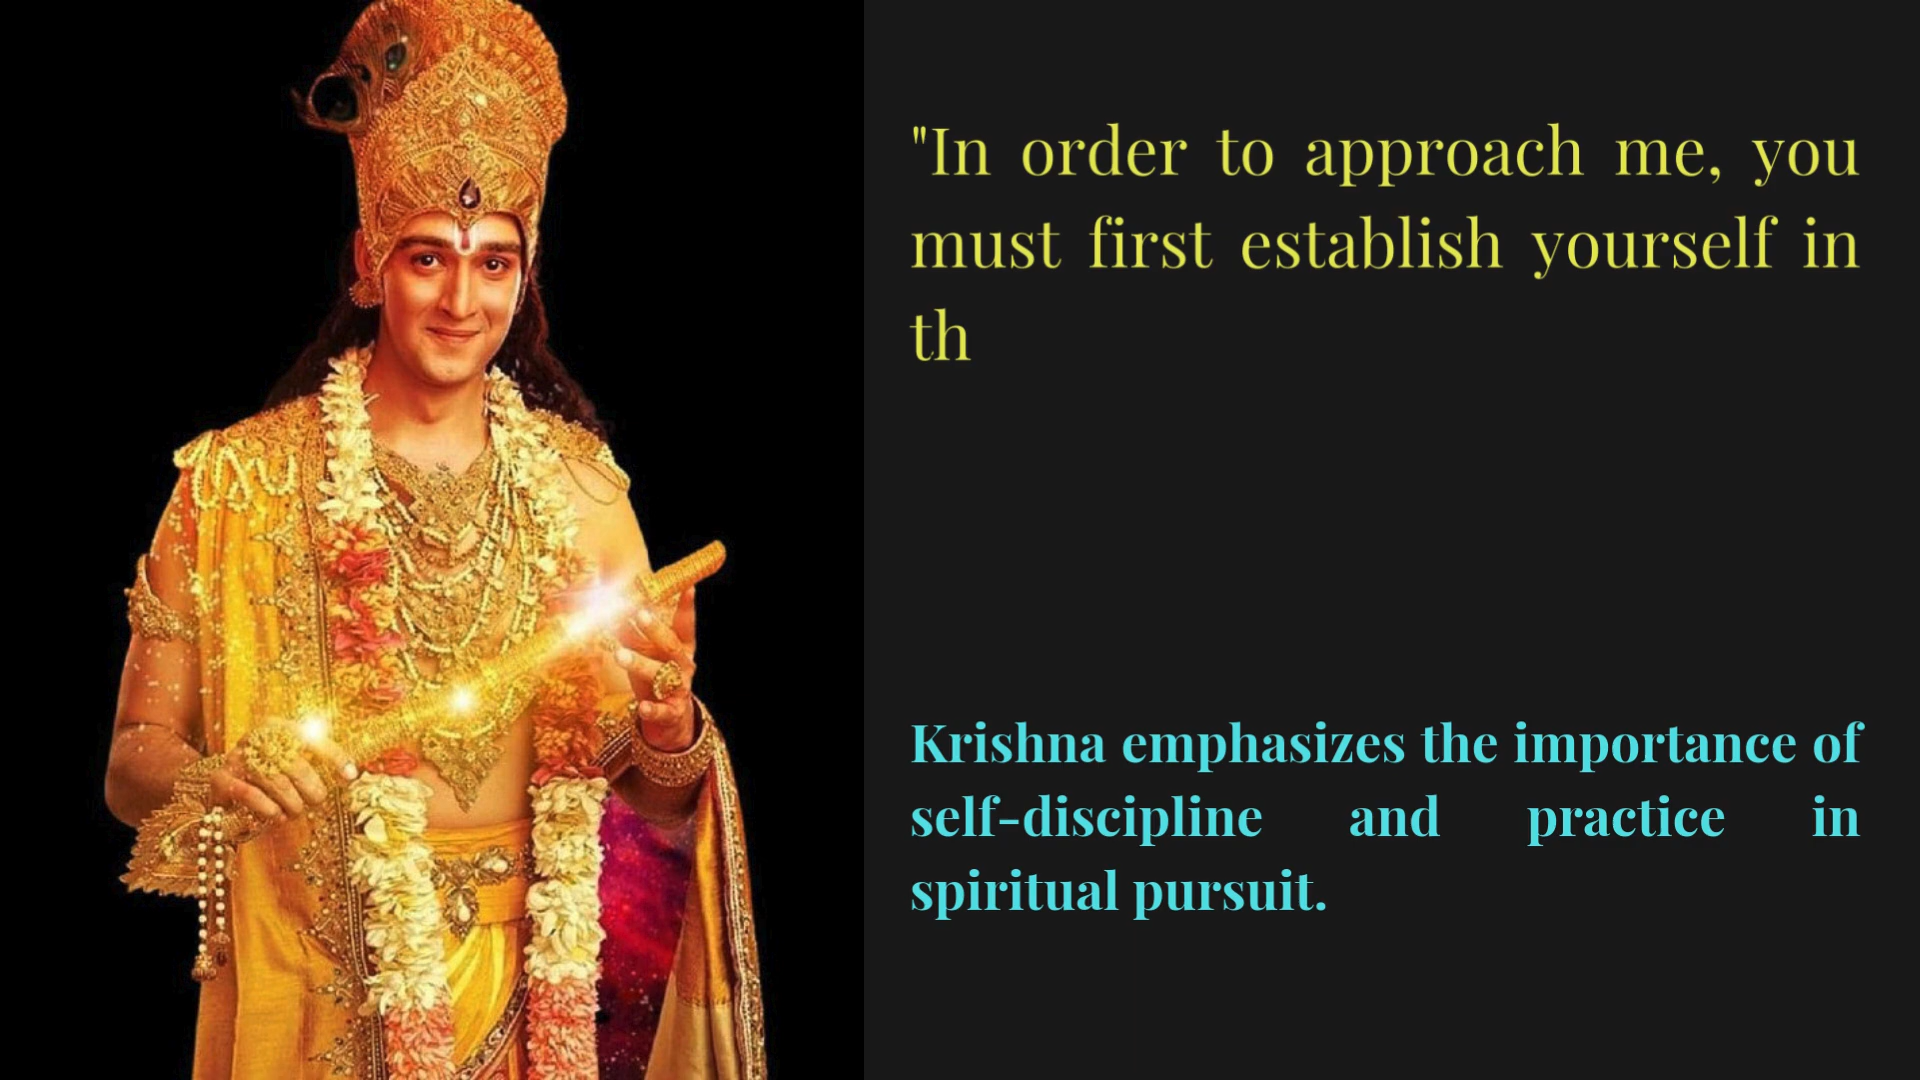 "In order to approach me, you
must first establish yourself in
th
Krishna emphasizes the importance of
self-discipline and practice in
spiritual pursuit.